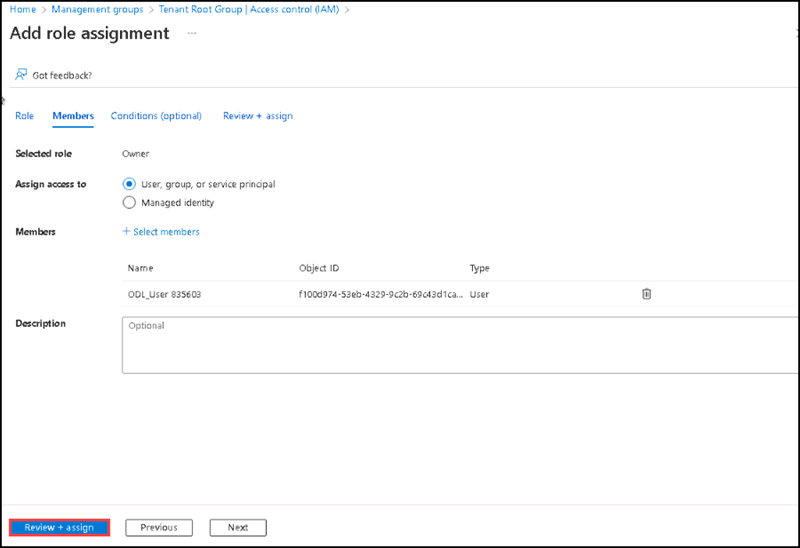 Home > Management groups > Tenant Root Group | Access control (IAM) >
Add role assignment ...
Got feedback?
Role Members Conditions (optional) Review + assign
Selected role Owner
Assign access to User, group, or service principal
Managed identity
Members + Select members
Name Object ID Type
ODL_User 835603 f100d974-53eb-4329-9c2b-69c43d1ca... User
Description Optional
Review + assign Previous Next